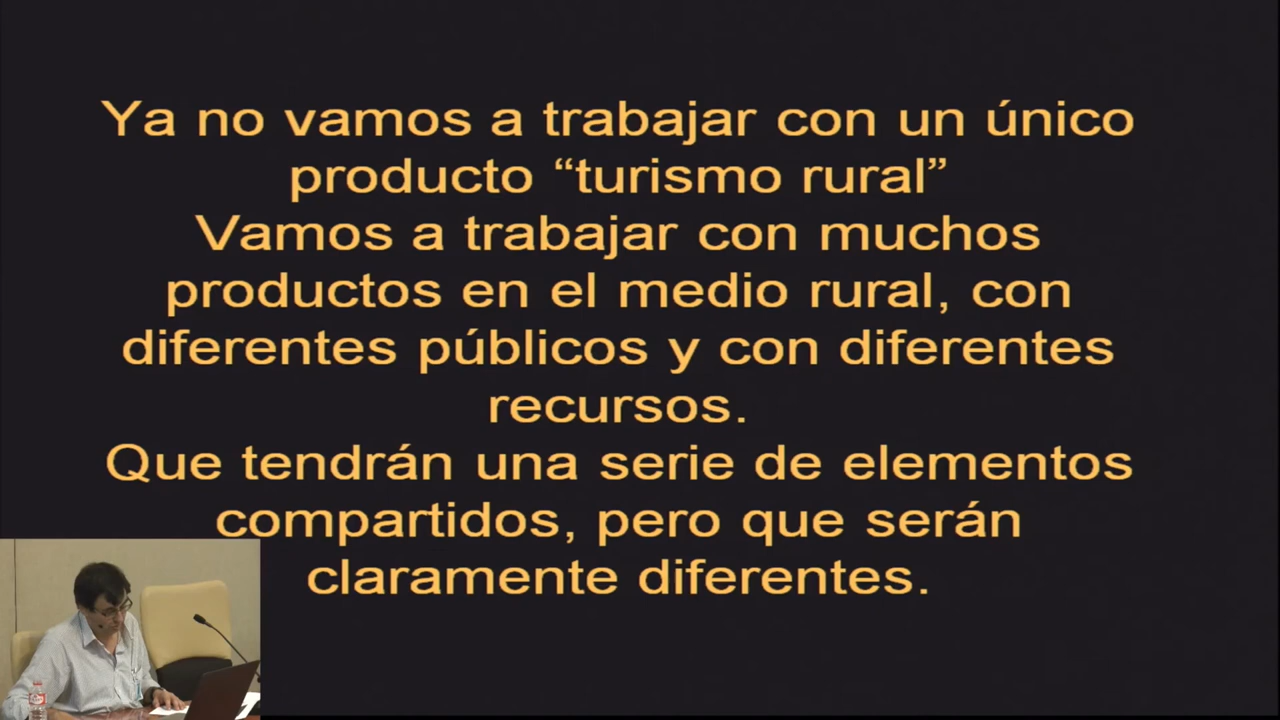 Ya no vamos a trabajar con un único
producto “turismo rural”
Vamos a trabajar con muchos
productos en el medio rural, con
diferentes públicos y con diferentes
recursos.
Que tendrán una serie de elementos
compartidos, pero que serán
claramente diferentes.